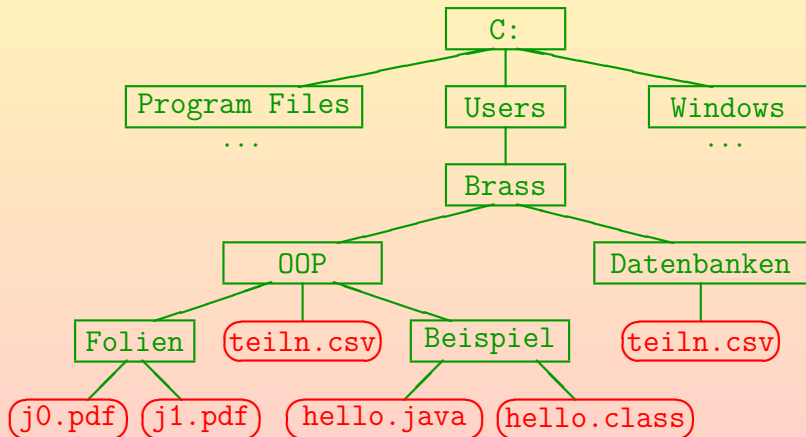 C:
Program Files
Users
Windows
...
...
Brass
OOP
Datenbanken
Folien
teiln.csv
Beispiel
teiln.csv
j0.pdf
j1.pdf
hello.java
hello.class